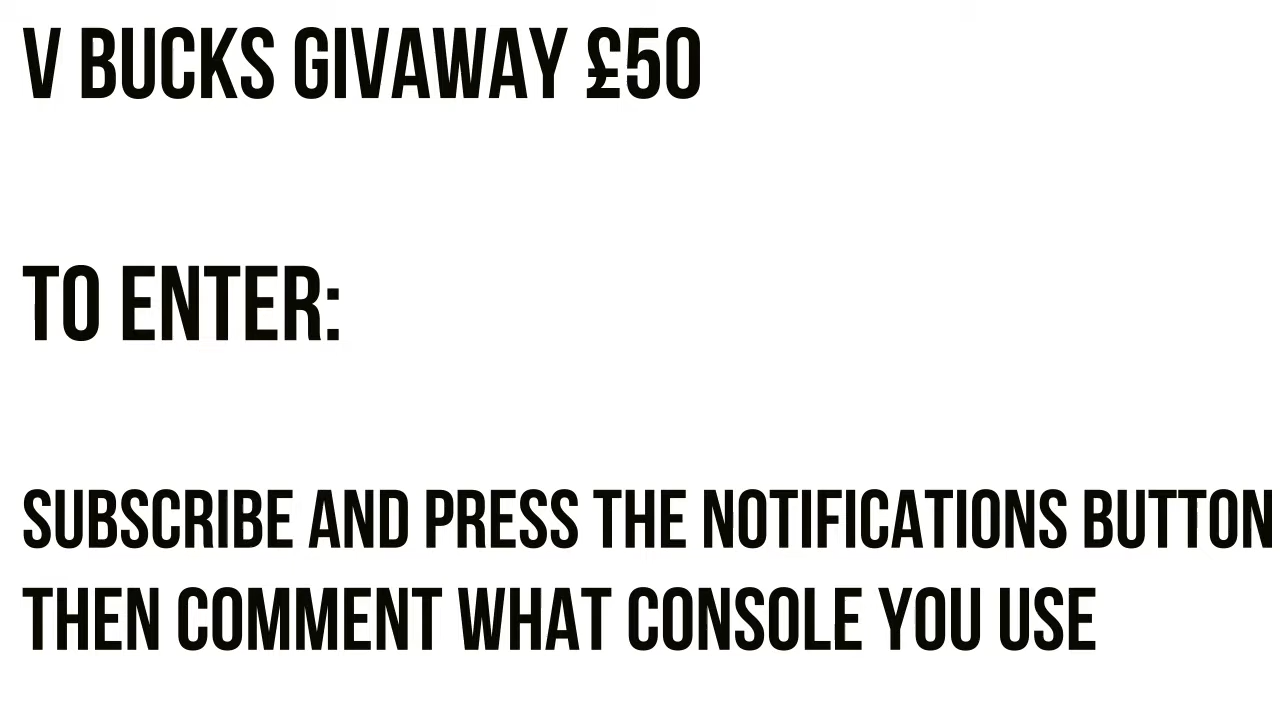 V BUCKS GIVAWAY £50
TO ENTER:
SUBSCRIBE AND PRESS THE NOTIFICATIONS BUTTON
THEN COMMENT WHAT CONSOLE YOU USE